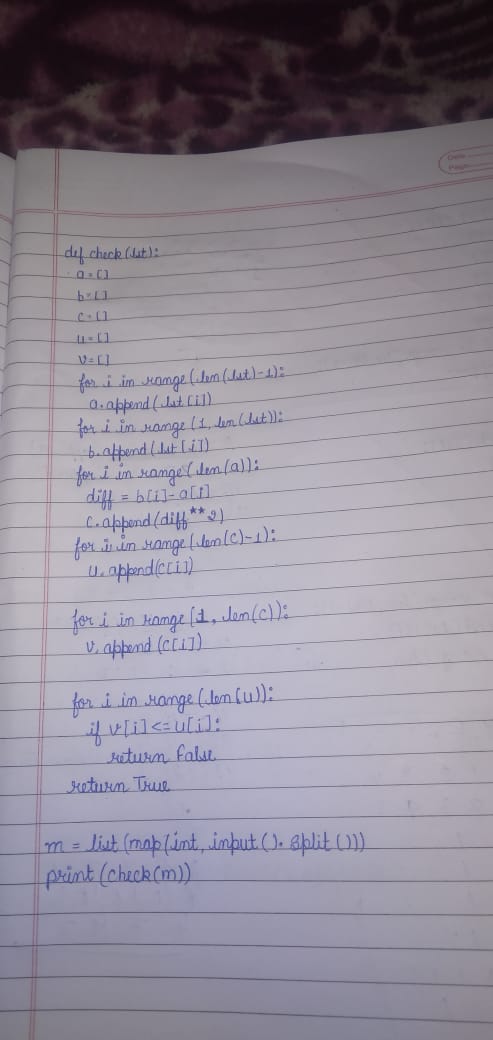 Date
Page
def check(lst):
a=[]
b=[]
c=[]
u=[]
v=[]
for i in range(len(lst)-1):
a.append(lst[i])
for i in range(1, len(lst)):
b.append(lst[i])
for i in range(len(a)):
diff = b[i]-a[i]
c.append(diff**2)
for i in range(len(c)-1):
u.append(c[i])
for i in range(1, len(c)):
v.append(c[i])
for i in range(len(u)):
if v[i]<=u[i]:
return False
return True
m = list(map(int, input().split()))
print(check(m))